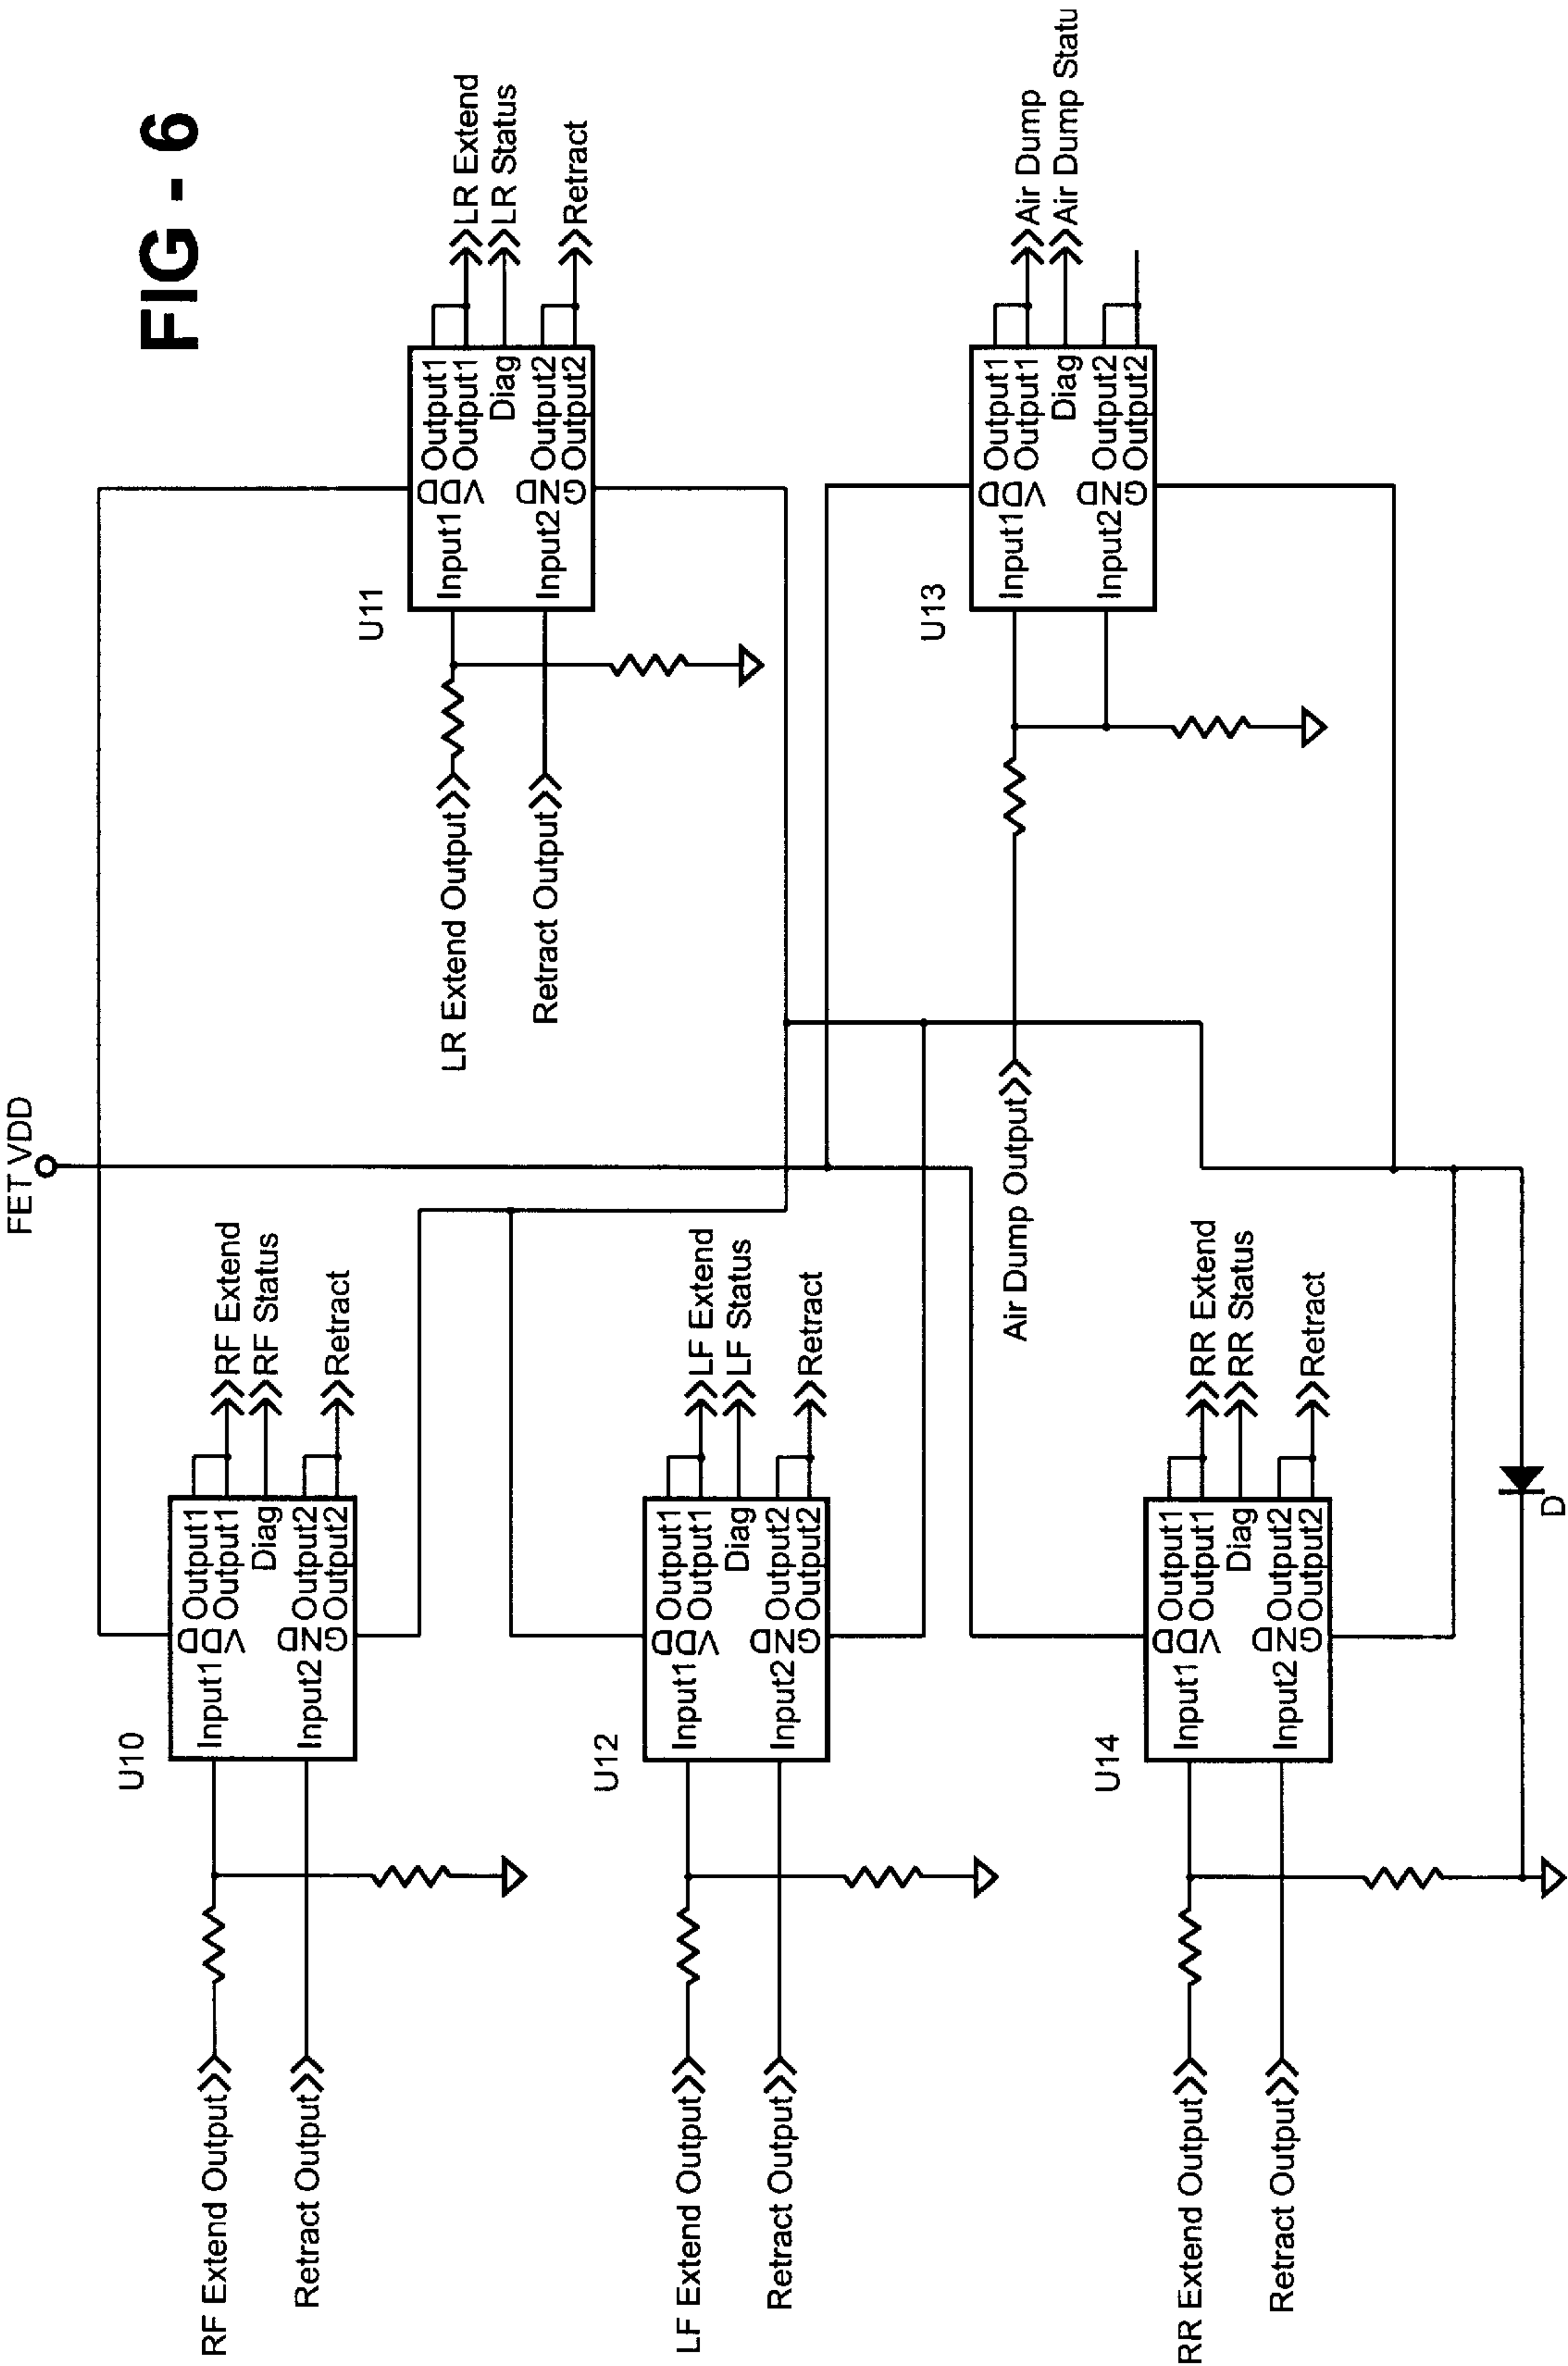 FIG - 6
FET VDD
U10
RF Extend Output
Retract Output
Input1
Input2
VDD
GND
Output1
Output1
Diag
Output2
Output2
RF Extend
RF Status
Retract
U11
LR Extend Output
Retract Output
Input1
Input2
VDD
GND
Output1
Output1
Diag
Output2
Output2
LR Extend
LR Status
Retract
U12
LF Extend Output
Retract Output
Input1
Input2
VDD
GND
Output1
Output1
Diag
Output2
Output2
LF Extend
LF Status
Retract
U13
Air Dump Output
Input1
Input2
VDD
GND
Output1
Output1
Diag
Output2
Output2
Air Dump
Air Dump Statu
U14
RR Extend Output
Retract Output
Input1
Input2
VDD
GND
Output1
Output1
Diag
Output2
Output2
RR Extend
RR Status
Retract
D